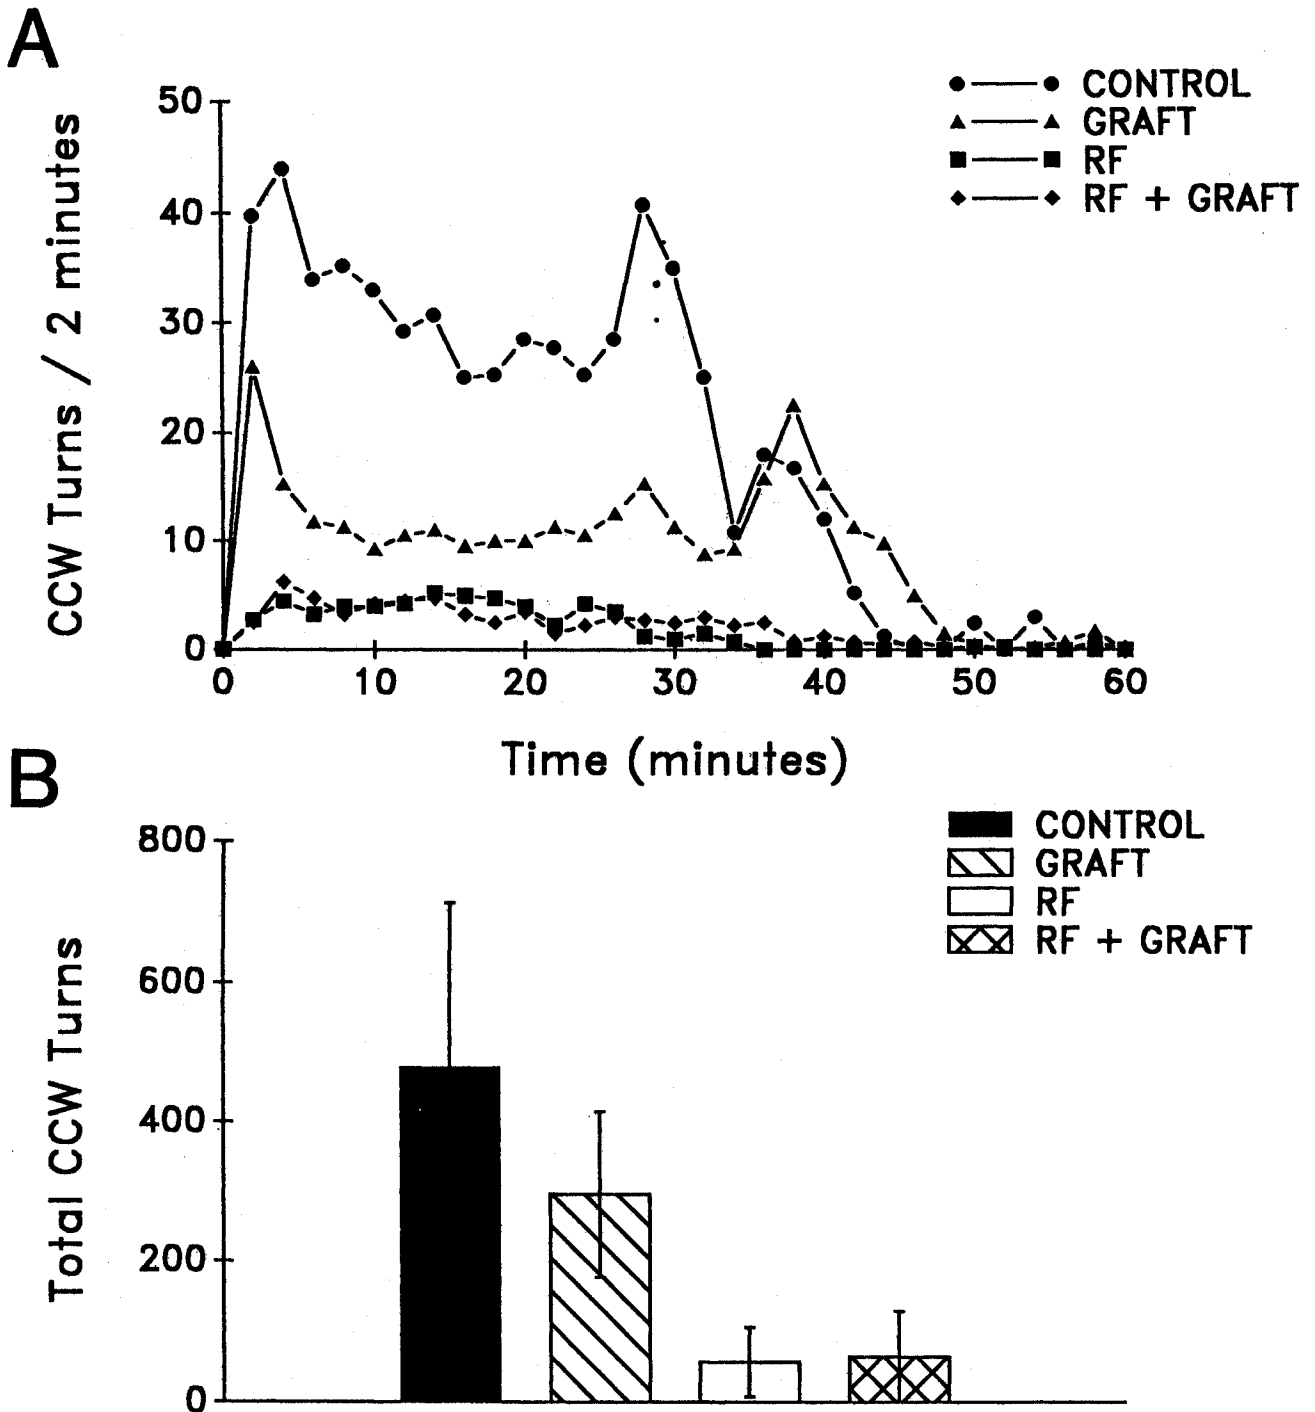 A
CONTROL
GRAFT
RF
RF + GRAFT
CCW Turns / 2 minutes
50
40
30
20
10
0
0 10 20 30 40 50 60
Time (minutes)
B
CONTROL
GRAFT
RF
RF + GRAFT
Total CCW Turns
800
600
400
200
0